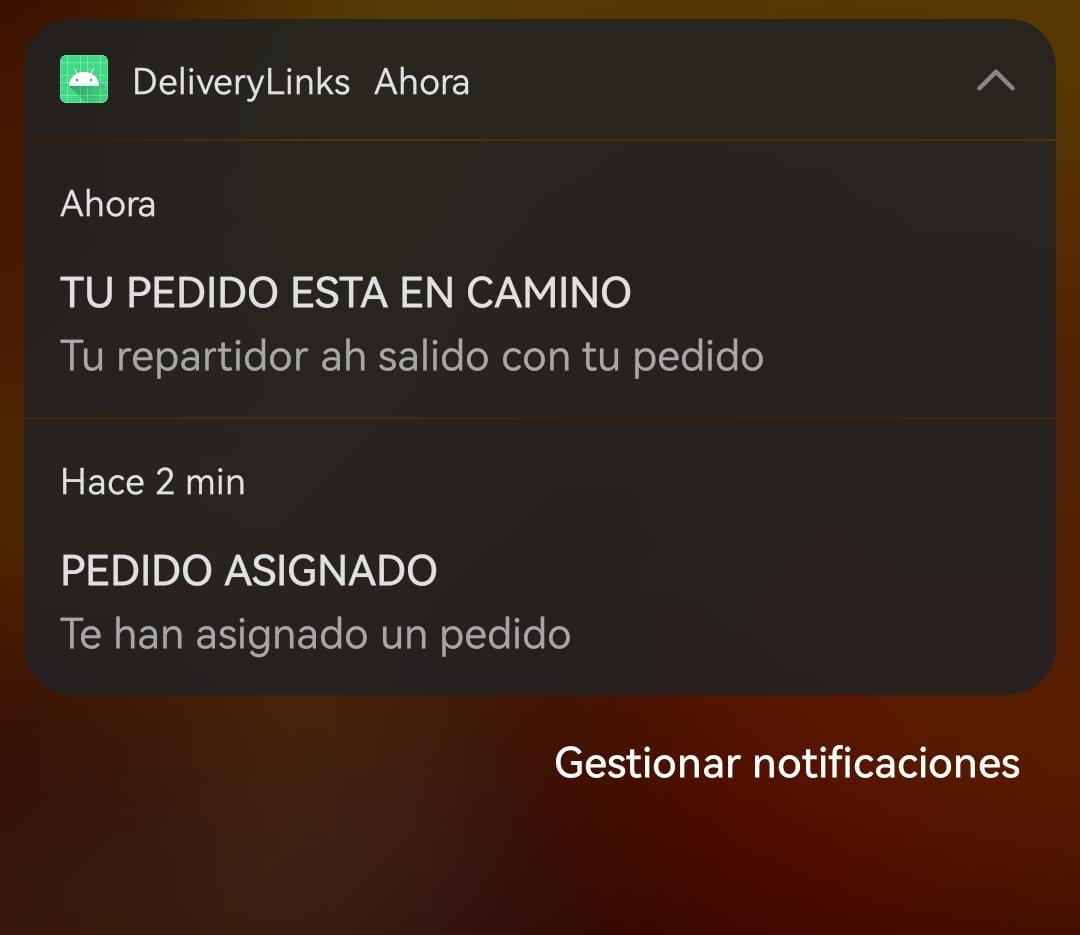 DeliveryLinks Ahora
Ahora
TU PEDIDO ESTA EN CAMINO
Tu repartidor ah salido con tu pedido
Hace 2 min
PEDIDO ASIGNADO
Te han asignado un pedido
Gestionar notificaciones